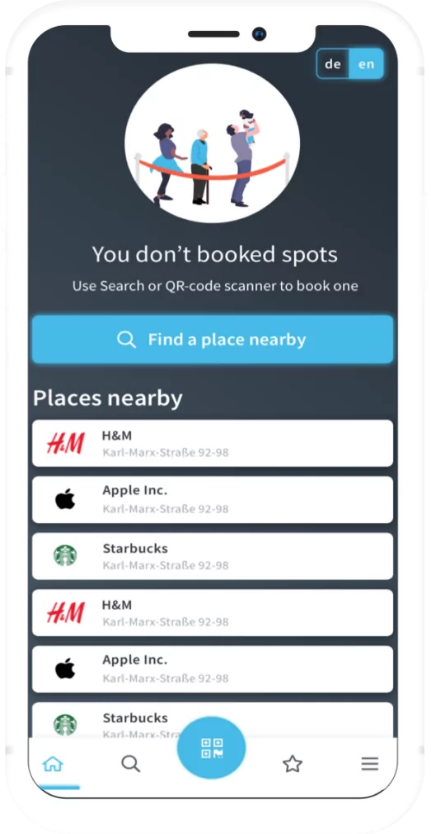 de en
You don't booked spots
Use Search or QR-code scanner to book one
Find a place nearby
Places nearby
H&M
H&M
Karl-Marx-Straße 92-98
Apple Inc.
Karl-Marx-Straße 92-98
Starbucks
Karl-Marx-Straße 92-98
H&M
H&M
Karl-Marx-Straße 92-98
Apple Inc.
Karl-Marx-Straße 92-98
Starbucks
Karl-Marx-Stra